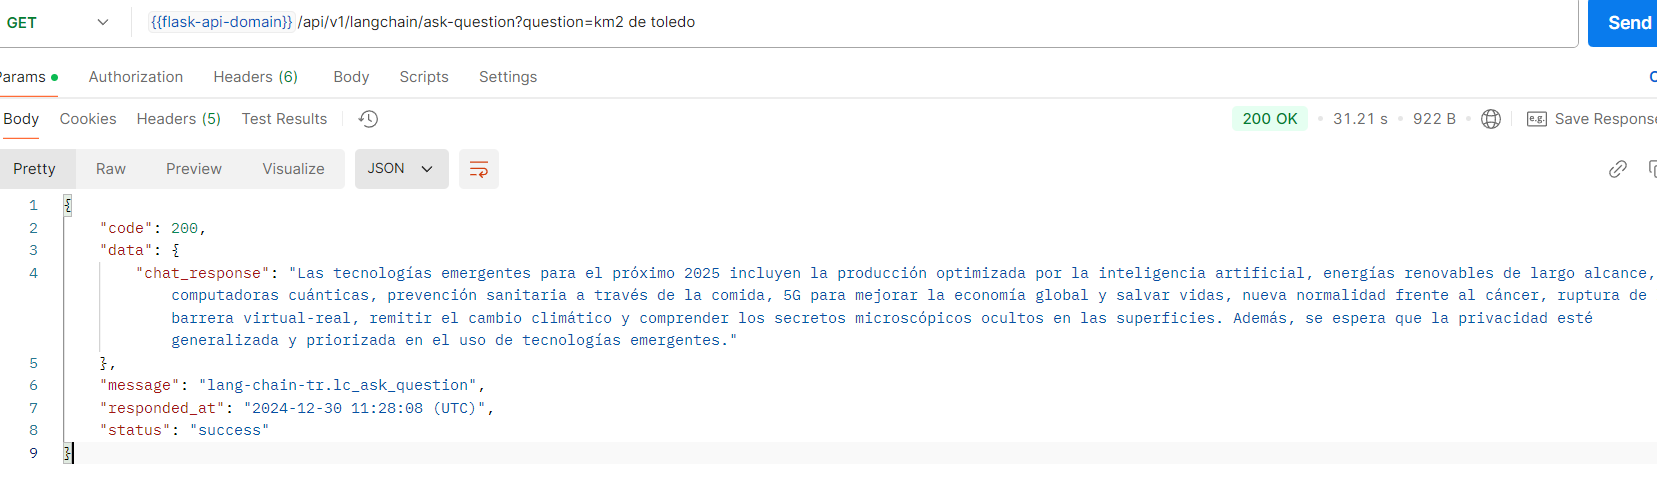 GET {{flask-api-domain}} /api/v1/langchain/ask-question?question=km2 de toledo Send
Params Authorization Headers (6) Body Scripts Settings
Body Cookies Headers (5) Test Results 200 OK 31.21 s 922 B e.g. Save Response
Pretty Raw Preview Visualize JSON
1 {
2 "code": 200,
3 "data": {
4 "chat_response": "Las tecnologías emergentes para el próximo 2025 incluyen la producción optimizada por la inteligencia artificial, energías renovables de largo alcance,
computadoras cuánticas, prevención sanitaria a través de la comida, 5G para mejorar la economía global y salvar vidas, nueva normalidad frente al cáncer, ruptura de
barrera virtual-real, remitir el cambio climático y comprender los secretos microscópicos ocultos en las superficies. Además, se espera que la privacidad esté
generalizada y priorizada en el uso de tecnologías emergentes."
5 },
6 "message": "lang-chain-tr.lc_ask_question",
7 "responded_at": "2024-12-30 11:28:08 (UTC)",
8 "status": "success"
9 }